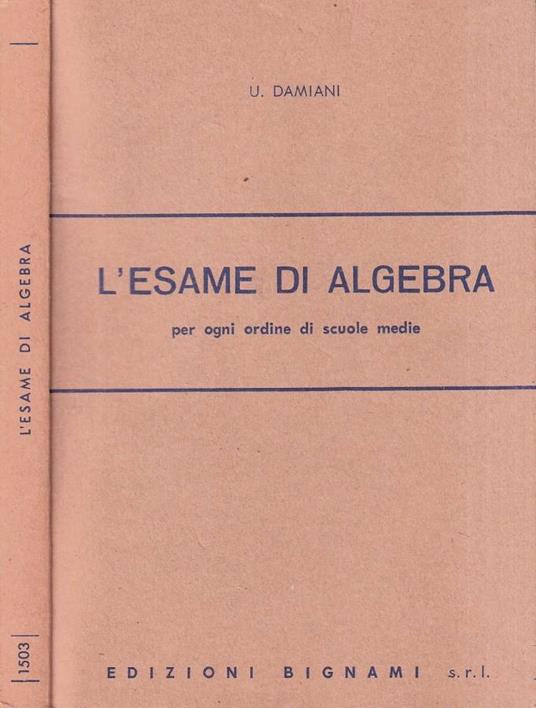 L'ESAME DI ALGEBRA
1503
U. DAMIANI
L'ESAME DI ALGEBRA
per ogni ordine di scuole medie
EDIZIONI BIGNAMI s.r.l.